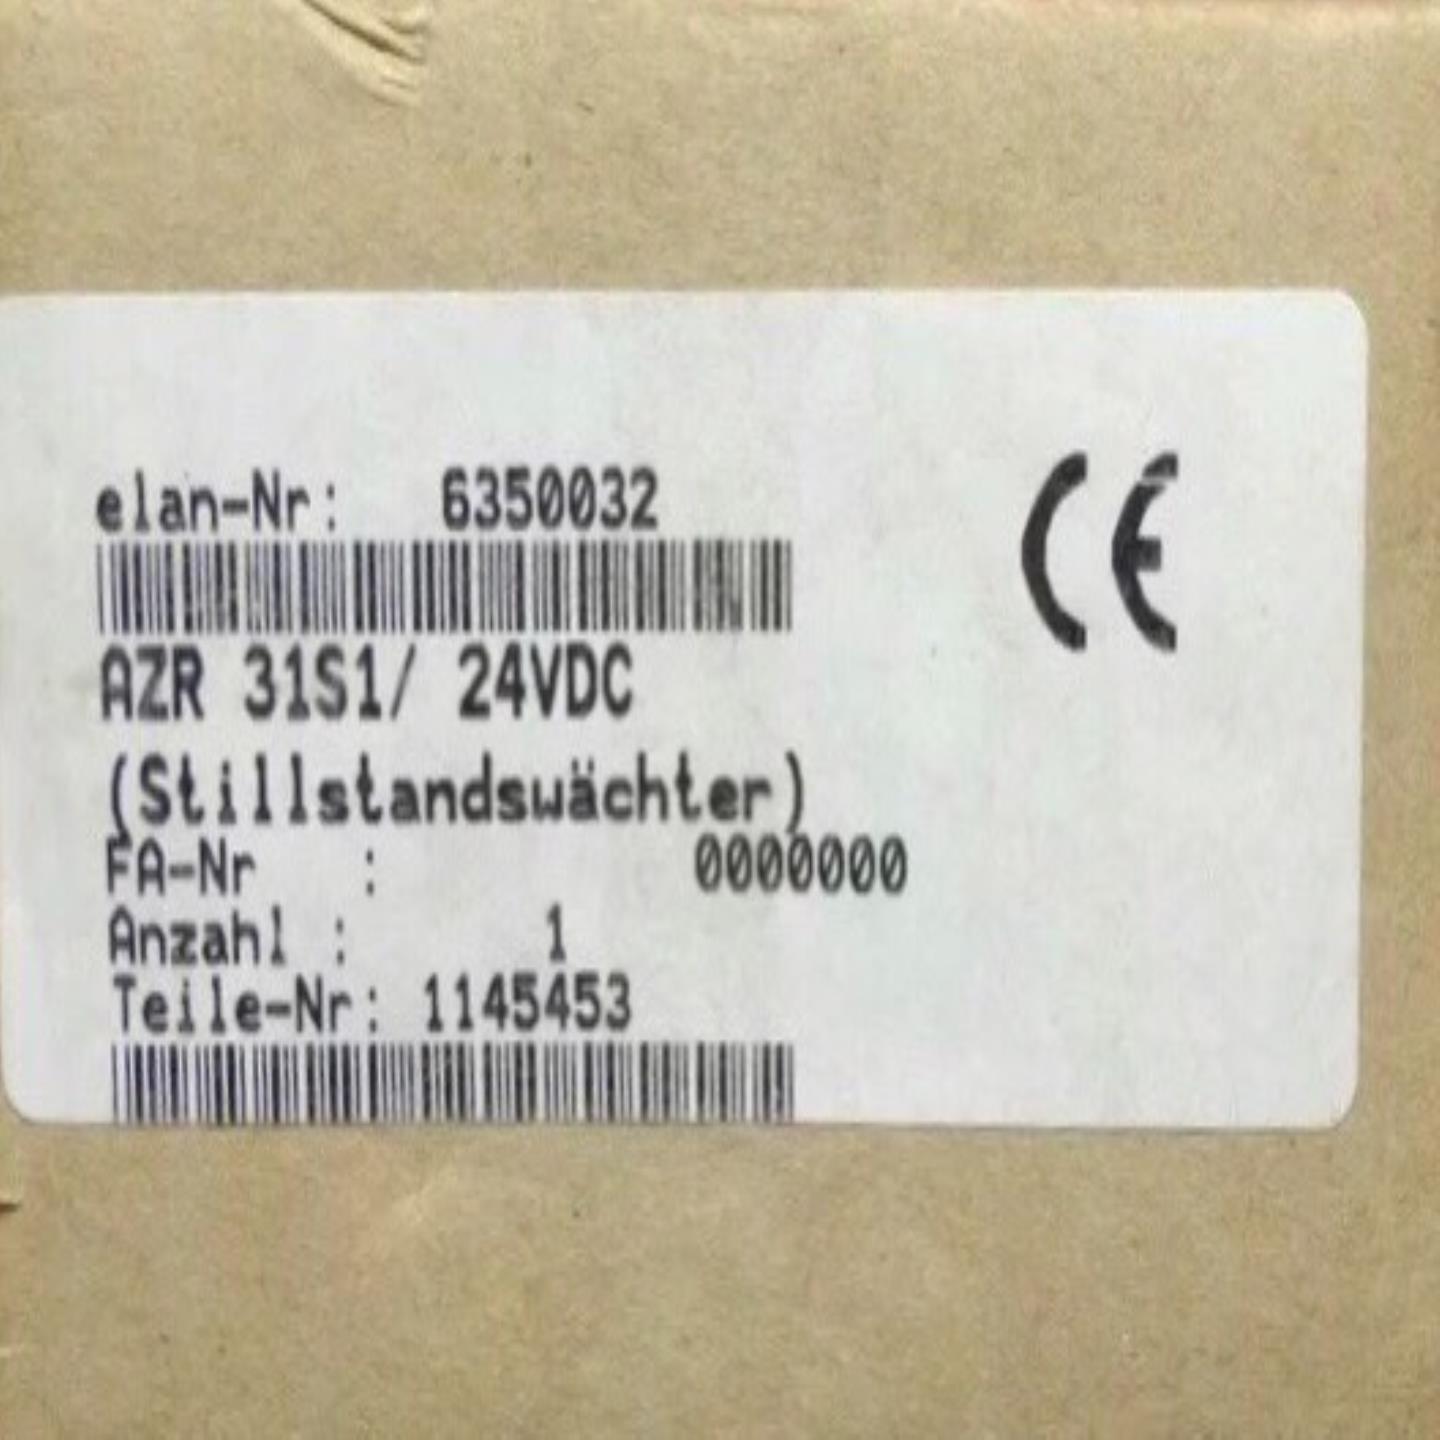 elan-Nr: 6350032
CE
AZR 31S1/ 24VDC
(Stillstandswächter)
FA-Nr : 0000000
Anzahl : 1
Teile-Nr: 1145453